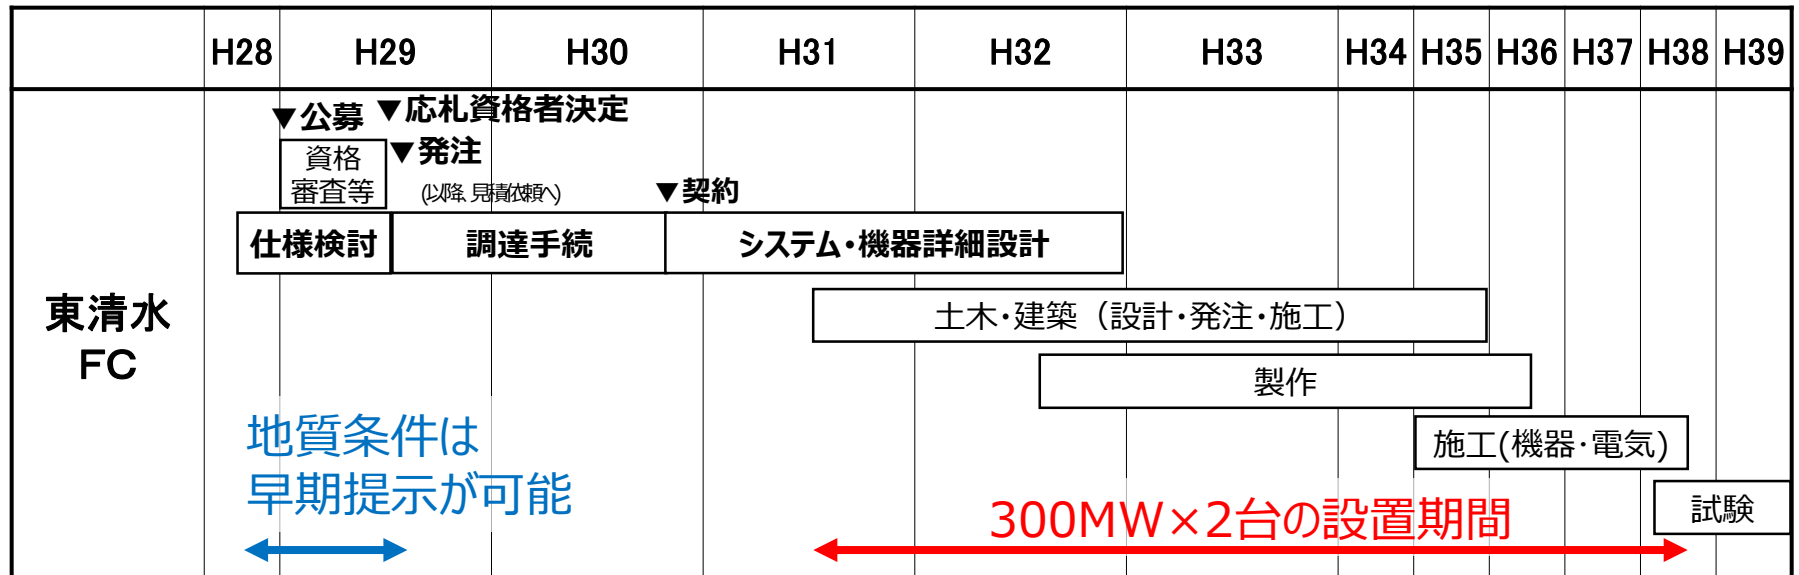 H28 H29 H30 H31 H32 H33 H34 H35 H36 H37 H38 H39
▼公募 ▼応札資格者決定
資格
審査等
▼発注
(以降、見積依頼へ)
▼契約
仕様検討 調達手続 システム・機器詳細設計
東清水
FC
土木・建築（設計・発注・施工）
製作
施工(機器・電気)
試験
地質条件は
早期提示が可能
300MW×2台の設置期間